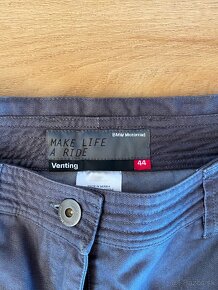 BMW Motorrad
MAKE LIFE
A RIDE
Venting 44